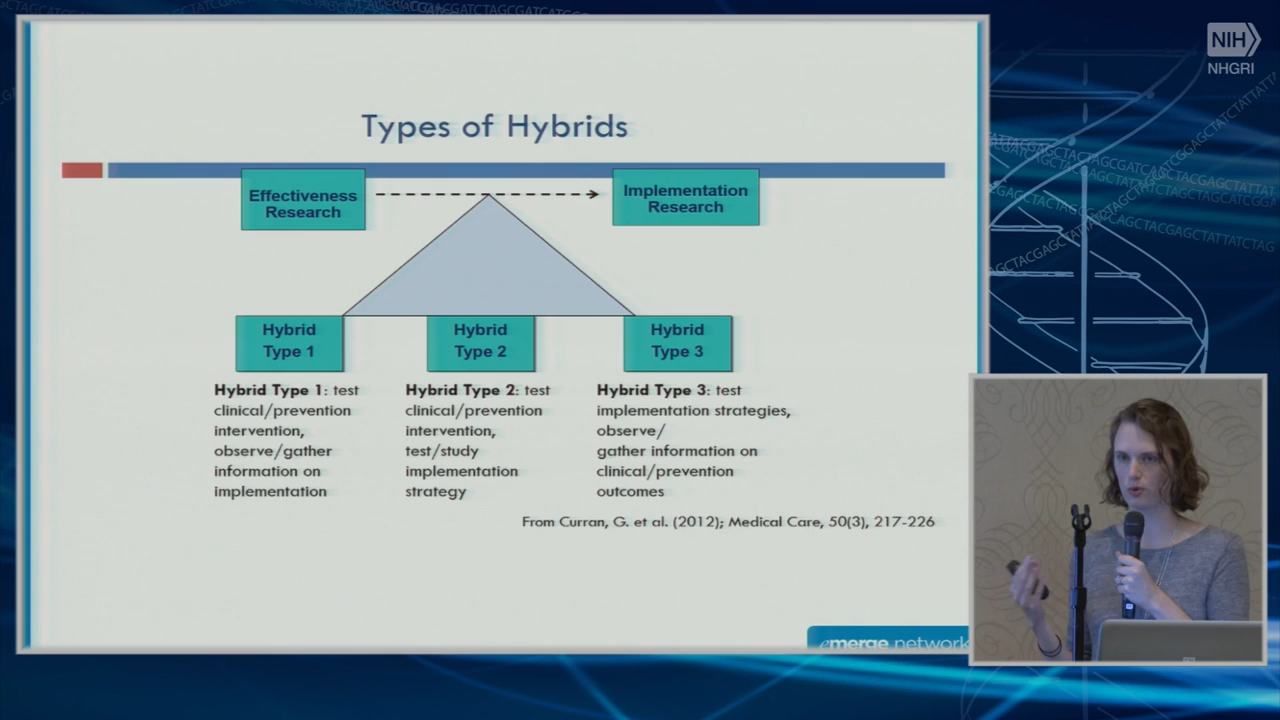 NIH
NHGRI
Types of Hybrids
Effectiveness
Research
Implementation
Research
Hybrid
Type 1
Hybrid
Type 2
Hybrid
Type 3
Hybrid Type 1: test
clinical/prevention
intervention,
observe/gather
information on
implementation
Hybrid Type 2: test
clinical/prevention
intervention,
test/study
implementation
strategy
Hybrid Type 3: test
implementation strategies,
observe/
gather information on
clinical/prevention
outcomes
From Curran, G. et al. (2012); Medical Care, 50(3), 217-226
emerge network